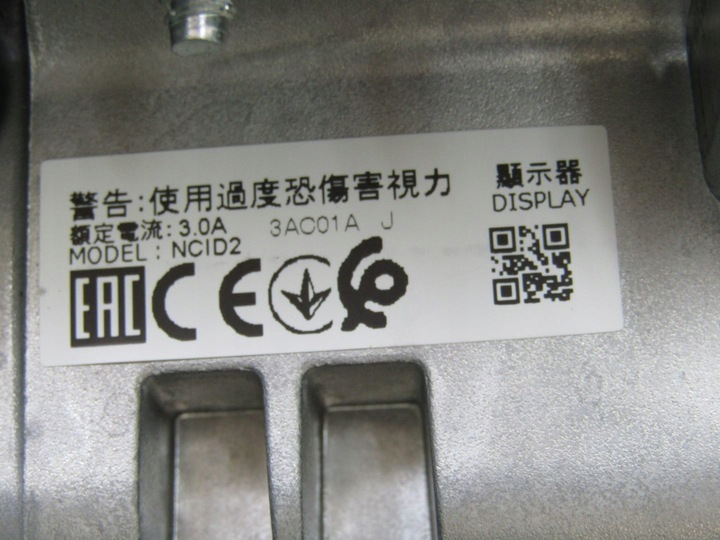 警告:使用過度恐傷害視力
額定電流: 3.0A 3AC01A J
MODEL : NCID2
EAC CE
顯示器
DISPLAY